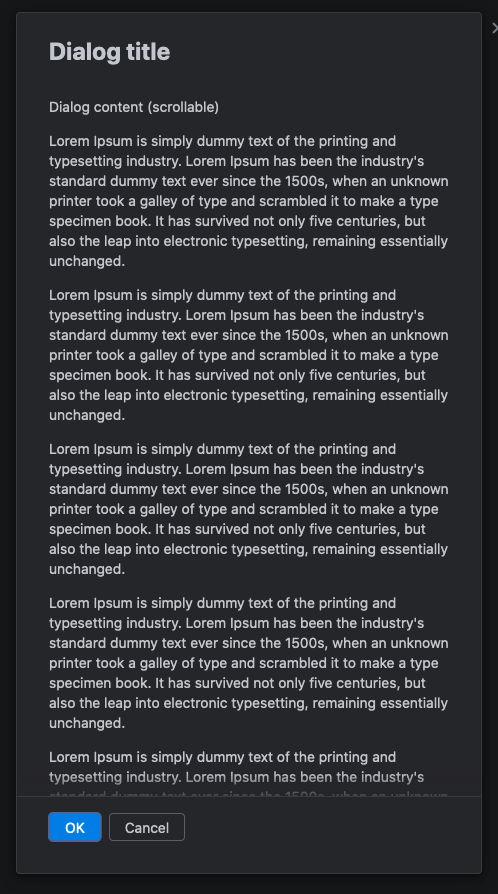 Dialog title
Dialog content (scrollable)
Lorem Ipsum is simply dummy text of the printing and
typesetting industry. Lorem Ipsum has been the industry's
standard dummy text ever since the 1500s, when an unknown
printer took a galley of type and scrambled it to make a type
specimen book. It has survived not only five centuries, but
also the leap into electronic typesetting, remaining essentially
unchanged.
Lorem Ipsum is simply dummy text of the printing and
typesetting industry. Lorem Ipsum has been the industry's
standard dummy text ever since the 1500s, when an unknown
printer took a galley of type and scrambled it to make a type
specimen book. It has survived not only five centuries, but
also the leap into electronic typesetting, remaining essentially
unchanged.
Lorem Ipsum is simply dummy text of the printing and
typesetting industry. Lorem Ipsum has been the industry's
standard dummy text ever since the 1500s, when an unknown
printer took a galley of type and scrambled it to make a type
specimen book. It has survived not only five centuries, but
also the leap into electronic typesetting, remaining essentially
unchanged.
Lorem Ipsum is simply dummy text of the printing and
typesetting industry. Lorem Ipsum has been the industry's
standard dummy text ever since the 1500s, when an unknown
printer took a galley of type and scrambled it to make a type
specimen book. It has survived not only five centuries, but
also the leap into electronic typesetting, remaining essentially
unchanged.
Lorem Ipsum is simply dummy text of the printing and
typesetting industry. Lorem Ipsum has been the industry's
standard dummy text ever since the 1500s, when an unknown
OK
Cancel